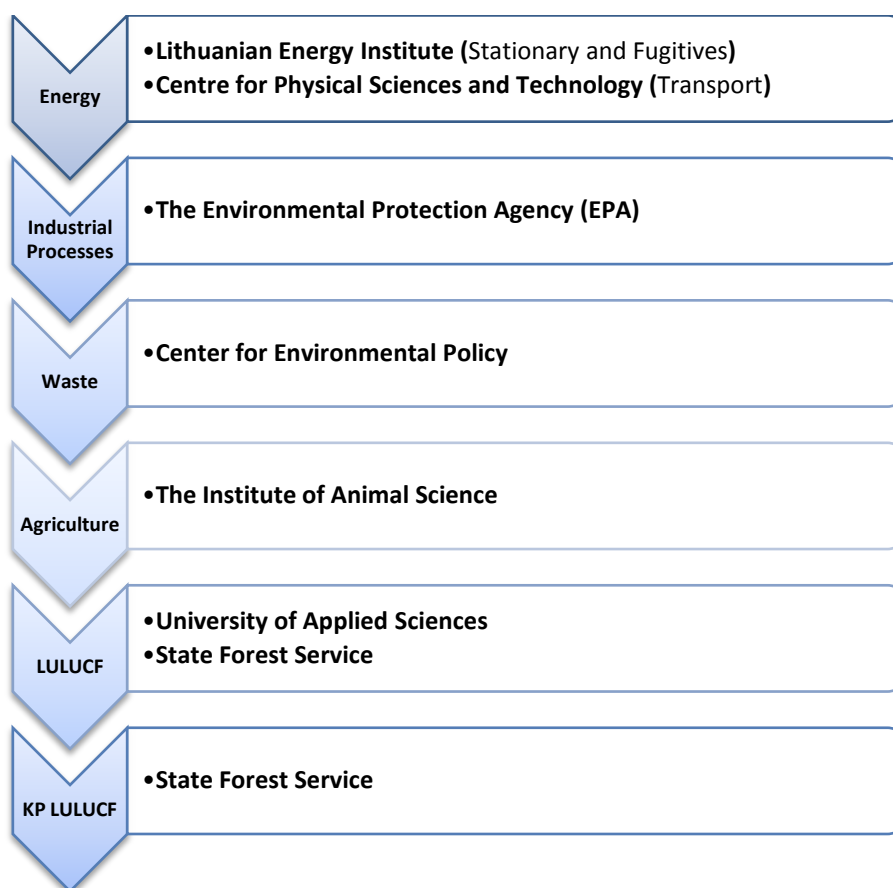 Energy
•Lithuanian Energy Institute (Stationary and Fugitives)
•Centre for Physical Sciences and Technology (Transport)
Industrial
Processes
•The Environmental Protection Agency (EPA)
Waste
•Center for Environmental Policy
Agriculture
•The Institute of Animal Science
LULUCF
•University of Applied Sciences
•State Forest Service
KP LULUCF
•State Forest Service